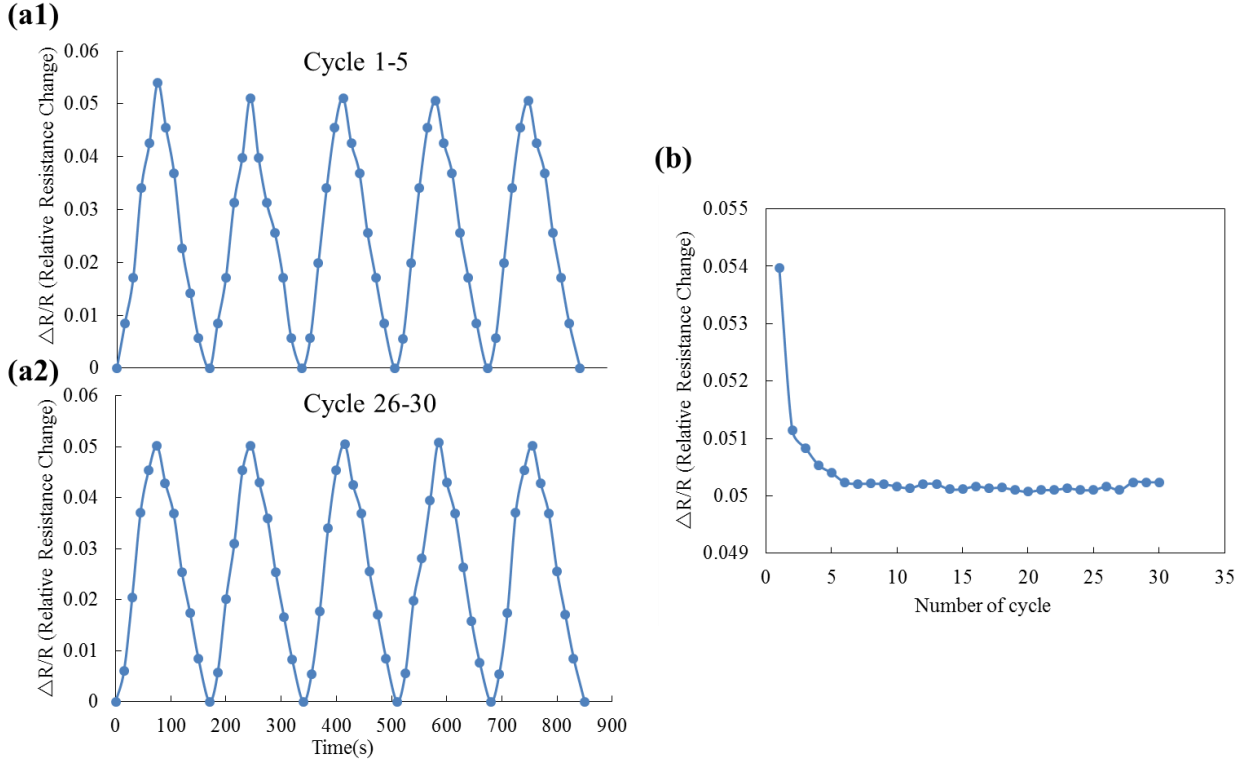 (a1)
△R/R (Relative Resistance Change)
0.06
0.05
0.04
0.03
0.02
0.01
0
Cycle 1-5
(a2)
△R/R (Relative Resistance Change)
0.06
0.05
0.04
0.03
0.02
0.01
0
Cycle 26-30
0 100 200 300 400 500 600 700 800 900
Time(s)
(b)
△R/R (Relative Resistance Change)
0.055
0.054
0.053
0.052
0.051
0.05
0.049
0 5 10 15 20 25 30 35
Number of cycle